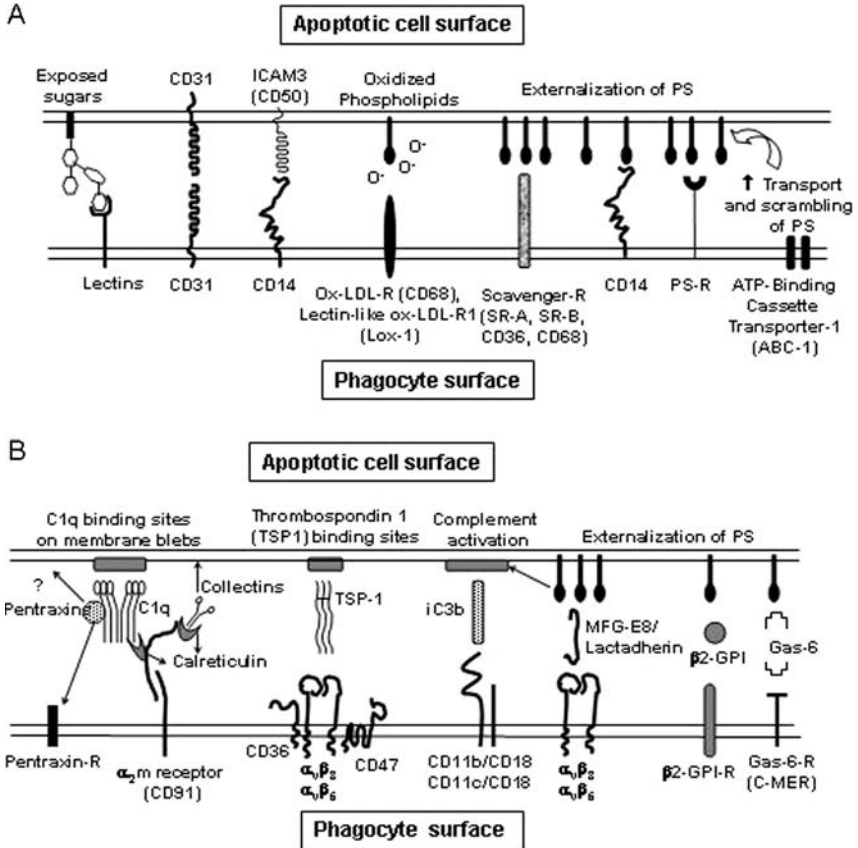 A
Apoptotic cell surface
Exposed
sugars
CD31
ICAM3
(CD50)
Oxidized
Phospholipids
Externalization of PS
O-
O-
O-
O-
↑ Transport
and scrambling
of PS
Lectins
CD31
CD14
Ox-LDL-R (CD68),
Lectin-like ox-LDL-R1
(Lox-1)
Scavenger-R
(SR-A, SR-B,
CD36, CD68)
CD14
PS-R
ATP-Binding
Cassette
Transporter-1
(ABC-1)
Phagocyte surface
B
Apoptotic cell surface
C1q binding sites
on membrane blebs
Thrombospondin 1
(TSP1) binding sites
Complement
activation
Externalization of PS
?
Pentraxins
C1q
Collectins
Calreticulin
TSP-1
iC3b
MFG-E8/
Lactadherin
β2-GPI
Gas-6
Pentraxin-R
α2m receptor
(CD91)
CD36
αvβ3
αvβ5
CD47
CD11b/CD18
CD11c/CD18
αvβ3
αvβ5
β2-GPI-R
Gas-6-R
(C-MER)
Phagocyte surface